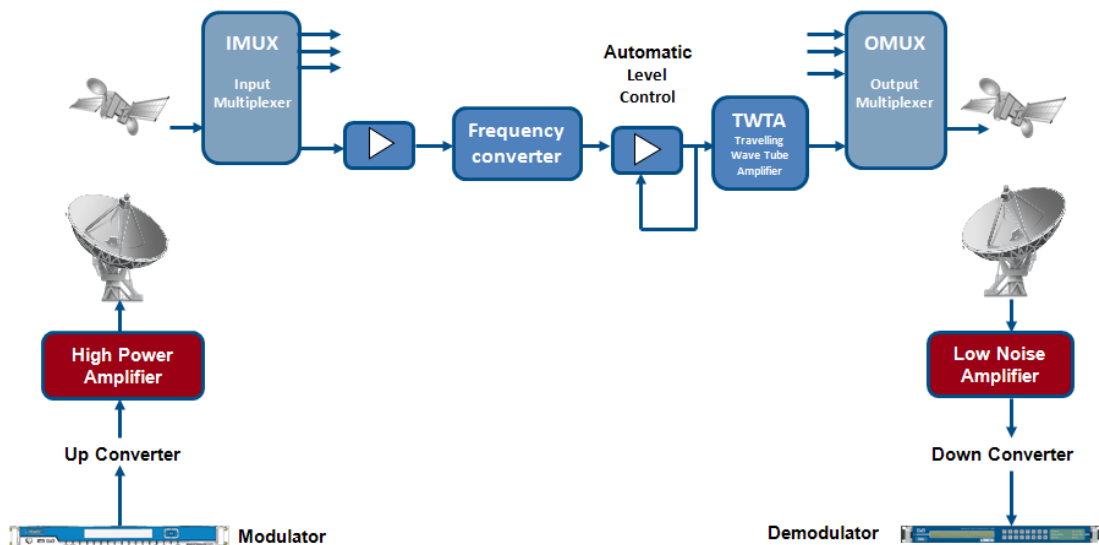 IMUX
Input
Multiplexer
Automatic
Level
Control
OMUX
Output
Multiplexer
Frequency
converter
TWTA
Travelling
Wave Tube
Amplifier
High Power
Amplifier
Low Noise
Amplifier
Up Converter
Down Converter
Modulator
Demodulator